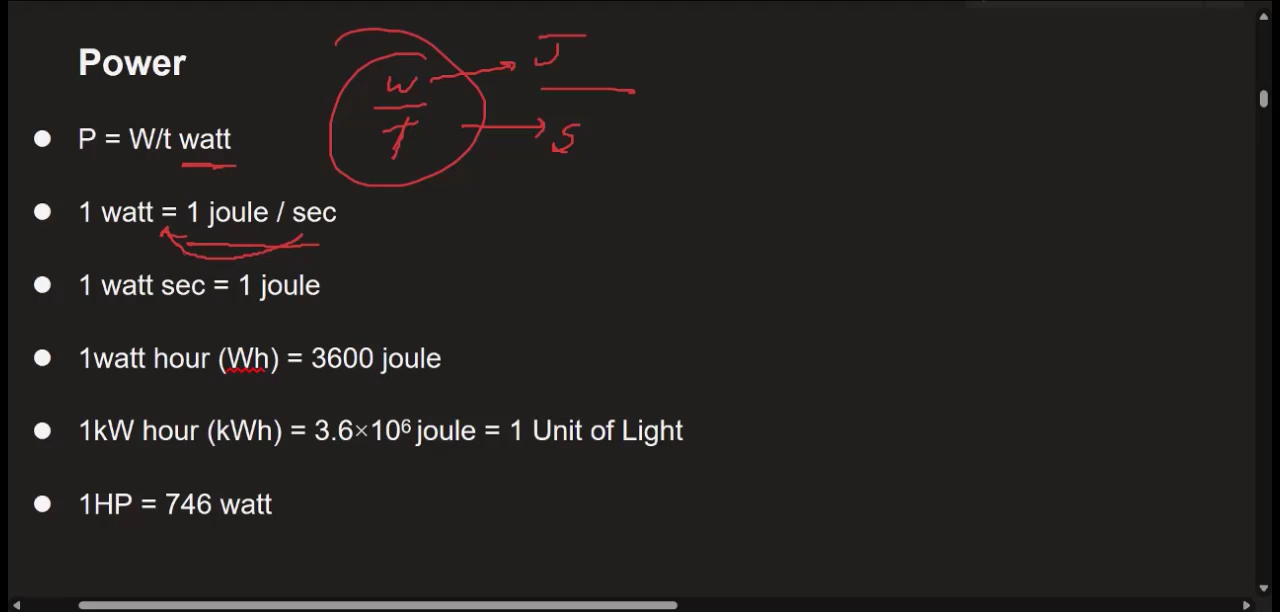 Power
W
T
J
S
P = W/t watt
1 watt = 1 joule / sec
1 watt sec = 1 joule
1watt hour (Wh) = 3600 joule
1kW hour (kWh) = 3.6×10⁶ joule = 1 Unit of Light
1HP = 746 watt